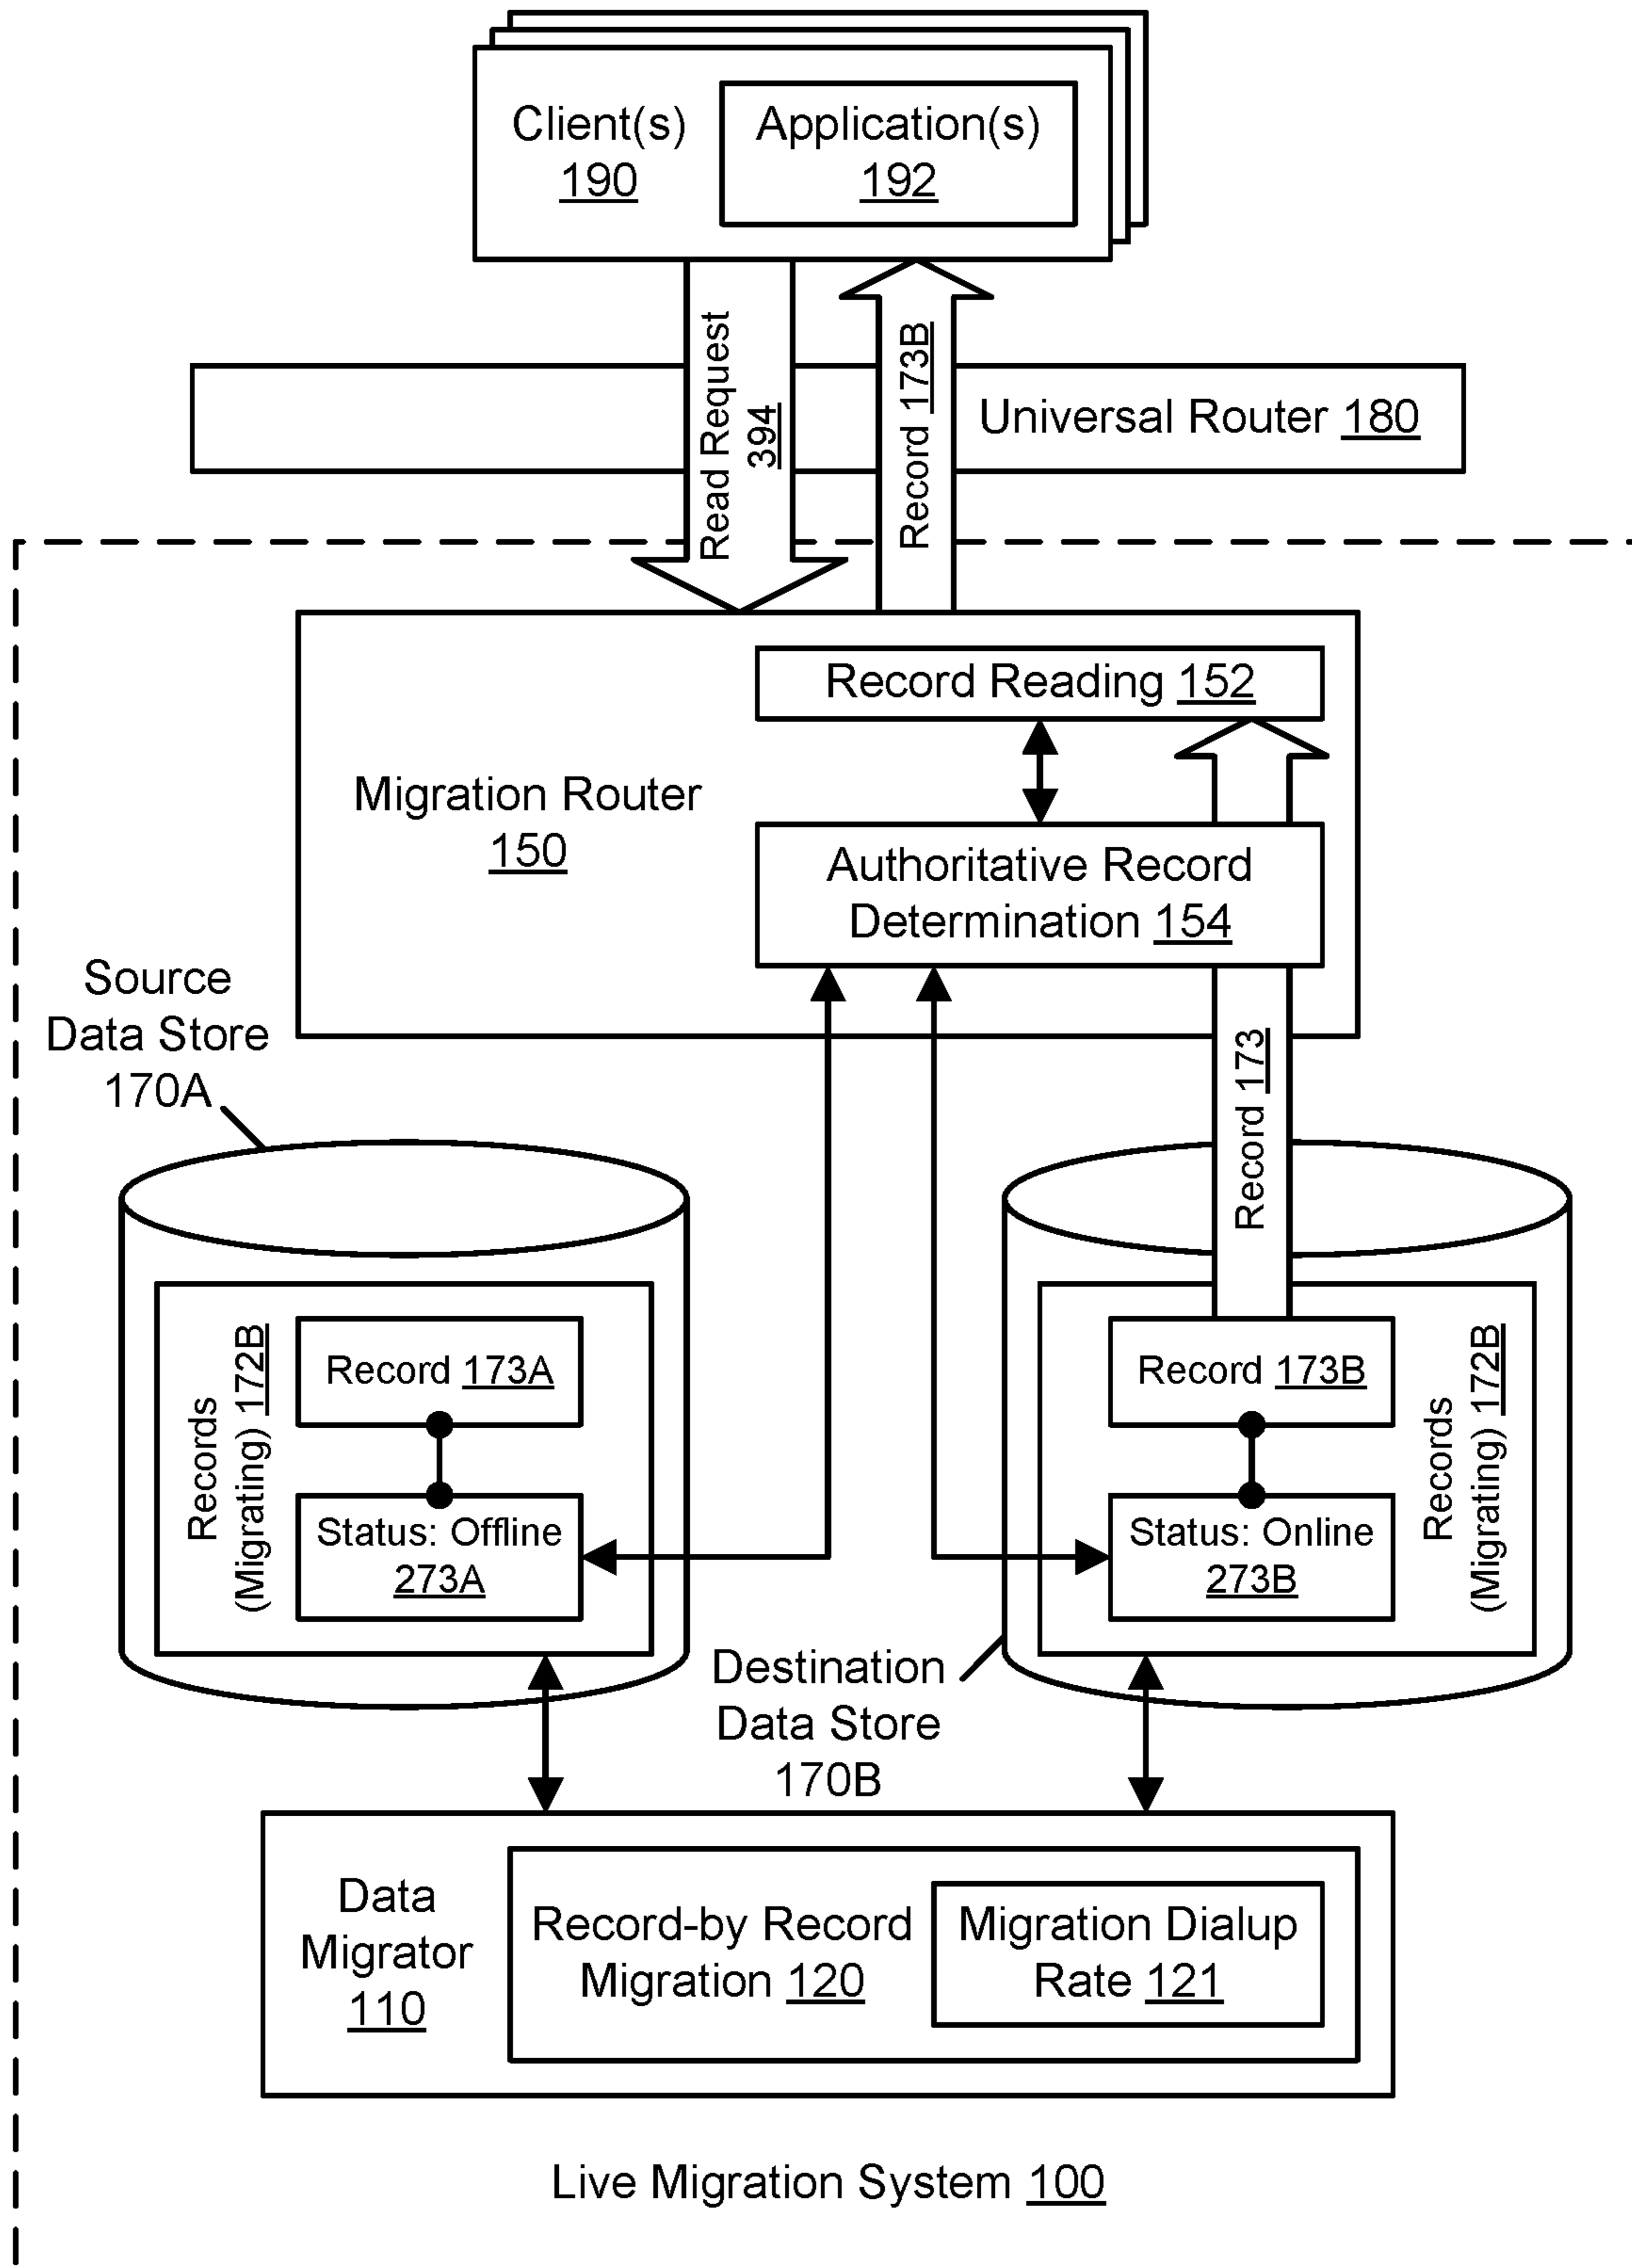 Client(s)
190
Application(s)
192
Read Request
394
Record 173B
Universal Router 180
Record Reading 152
Migration Router
150
Authoritative Record
Determination 154
Source
Data Store
170A
Record 173
Records
(Migrating) 172B
Record 173A
Status: Offline
273A
Record 173B
Status: Online
273B
Records
(Migrating) 172B
Destination
Data Store
170B
Data
Migrator
110
Record-by Record
Migration 120
Migration Dialup
Rate 121
Live Migration System 100